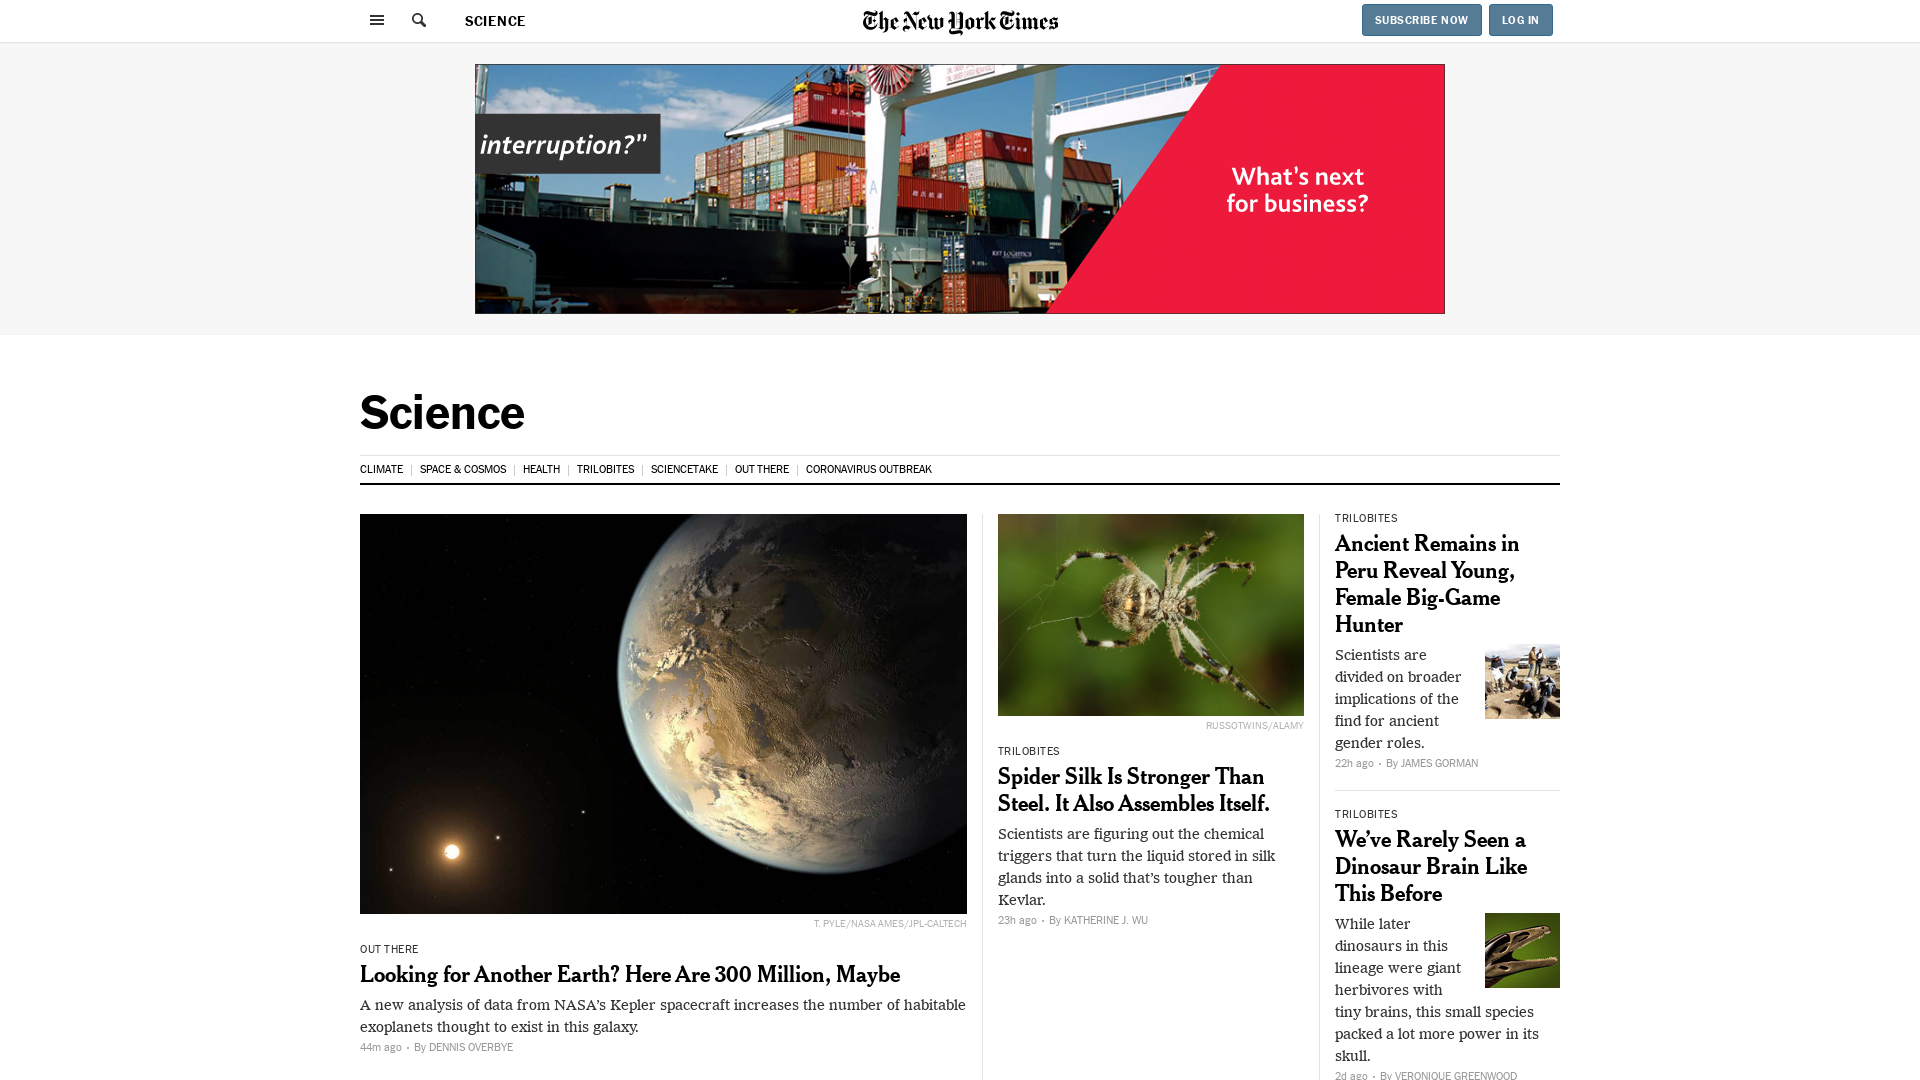 SCIENCE
The New York Times
SUBSCRIBE NOW
LOG IN
interruption?”
What’s next
for business?
Science
CLIMATE
SPACE & COSMOS
HEALTH
TRILOBITES
SCIENCETAKE
OUT THERE
CORONAVIRUS OUTBREAK
T. PYLE/NASA AMES/JPL-CALTECH
OUT THERE
Looking for Another Earth? Here Are 300 Million, Maybe
A new analysis of data from NASA’s Kepler spacecraft increases the number of habitable
exoplanets thought to exist in this galaxy.
44m ago · By DENNIS OVERBYE
RUSSOTWINS/ALAMY
TRILOBITES
Spider Silk Is Stronger Than
Steel. It Also Assembles Itself.
Scientists are figuring out the chemical
triggers that turn the liquid stored in silk
glands into a solid that’s tougher than
Kevlar.
23h ago · By KATHERINE J. WU
TRILOBITES
Ancient Remains in
Peru Reveal Young,
Female Big-Game
Hunter
Scientists are
divided on broader
implications of the
find for ancient
gender roles.
22h ago · By JAMES GORMAN
TRILOBITES
We’ve Rarely Seen a
Dinosaur Brain Like
This Before
While later
dinosaurs in this
lineage were giant
herbivores with
tiny brains, this small species
packed a lot more power in its
skull.
2d ago · By VERONIQUE GREENWOOD